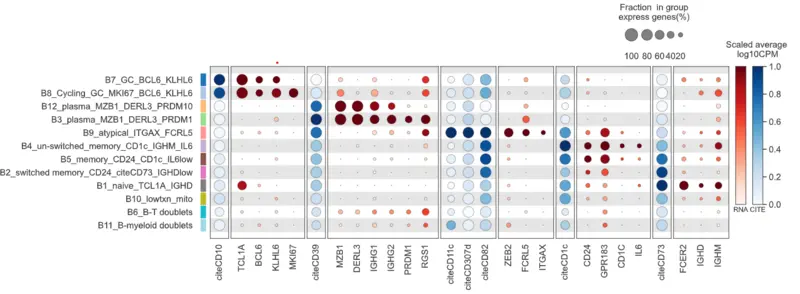 Fraction in group
express genes(%)
100 80 60 40 20
Scaled average
log10CPM
B7_GC_BCL6_KLHL6
B8_Cycling_GC_MKI67_BCL6_KLHL6
B12_plasma_MZB1_DERL3_PRDM10
B3_plasma_MZB1_DERL3_PRDM1
B9_atypical_ITGAX_FCRL5
B4_un-switched_memory_CD1c_IGHM_IL6
B5_memory_CD24_CD1c_IL6low
B2_switched memory_CD24_citeCD73_IGHDlow
B1_naive_TCL1A_IGHD
B10_lowtxn_mito
B6_B-T doublets
B11_B-myeloid doublets
1.0
0.8
0.6
0.4
0.2
0.0
RNA CITE
citeCD10
TCL1A
BCL6
KLHL6
MKI67
citeCD39
MZB1
DERL3
IGHG1
IGHG2
PRDM1
RGS1
citeCD11c
citeCD307d
citeCD82
ZEB2
FCRL5
ITGAX
citeCD1c
CD24
GPR183
CD1C
IL6
citeCD73
FCER2
IGHD
IGHM